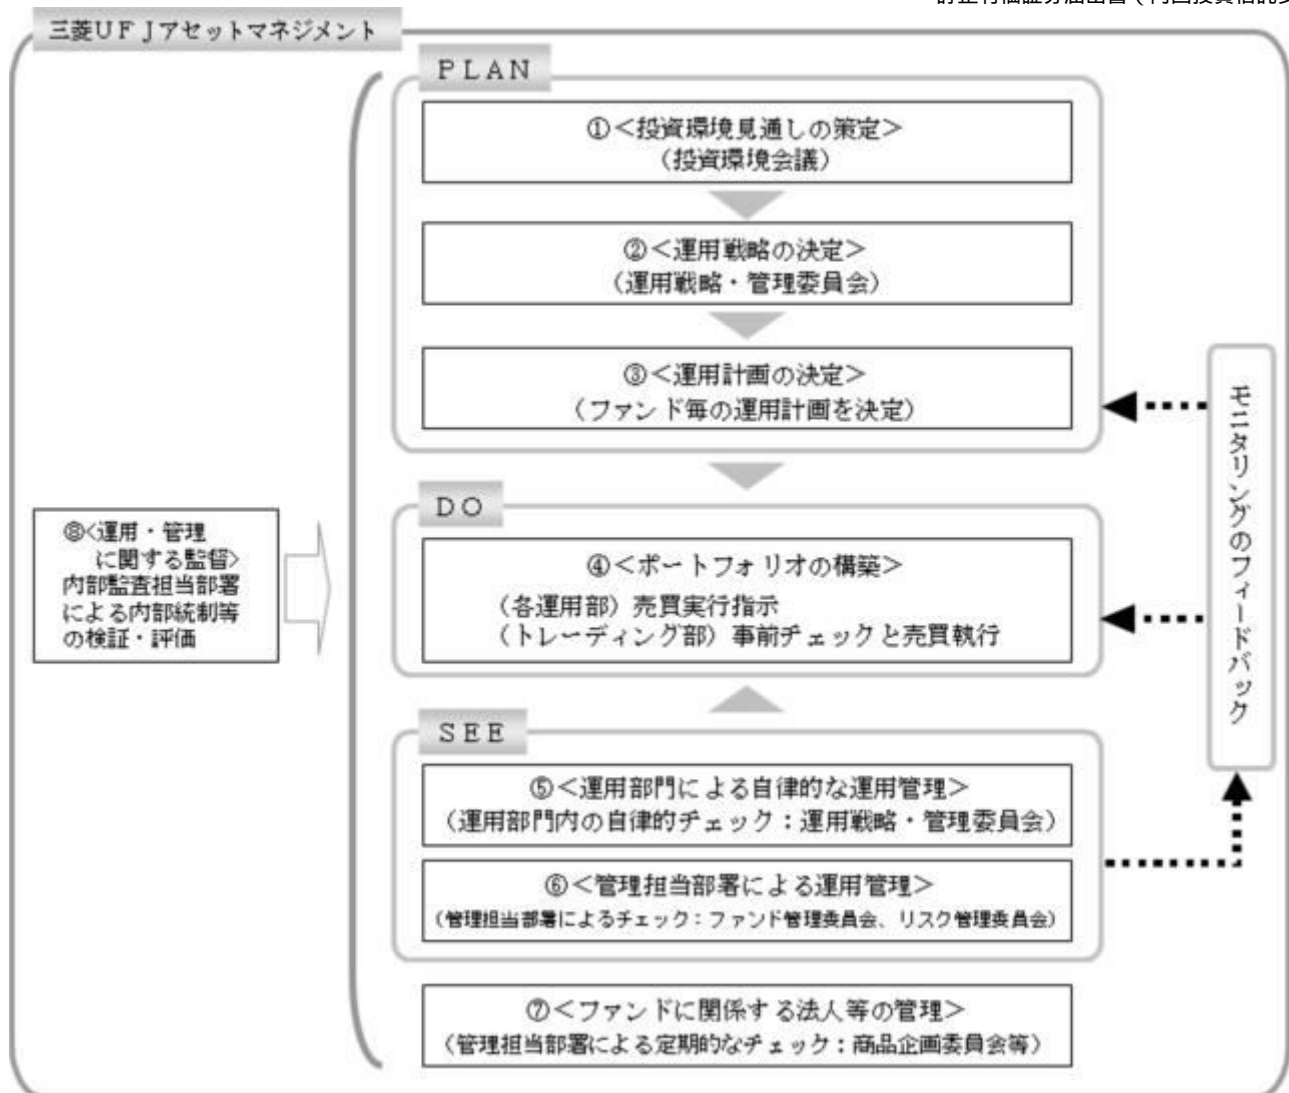 三菱ＵＦＪアセットマネジメント
ＰＬＡＮ
①＜投資環境見通しの策定＞
（投資環境会議）
②＜運用戦略の決定＞
（運用戦略・管理委員会）
③＜運用計画の決定＞
（ファンド毎の運用計画を決定）
ＤＯ
④＜ポートフォリオの構築＞
（各運用部）売買実行指示
（トレーディング部）事前チェックと売買執行
ＳＥＥ
⑤＜運用部門による自律的な運用管理＞
（運用部門内の自律的チェック：運用戦略・管理委員会）
⑥＜管理担当部署による運用管理＞
（管理担当部署によるチェック：ファンド管理委員会、リスク管理委員会）
⑦＜ファンドに関係する法人等の管理＞
（管理担当部署による定期的なチェック：商品企画委員会等）
⑧＜運用・管理
に関する監督＞
内部監査担当部署
による内部統制等
の検証・評価
モニタリングのフィードバック